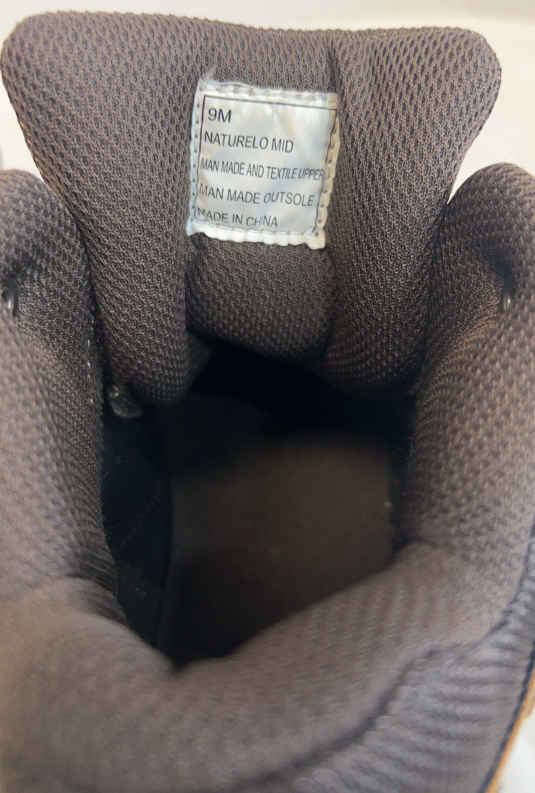 9M
NATURELO MID
MAN MADE AND TEXTILE UPPER
MAN MADE OUTSOLE
MADE IN CHINA